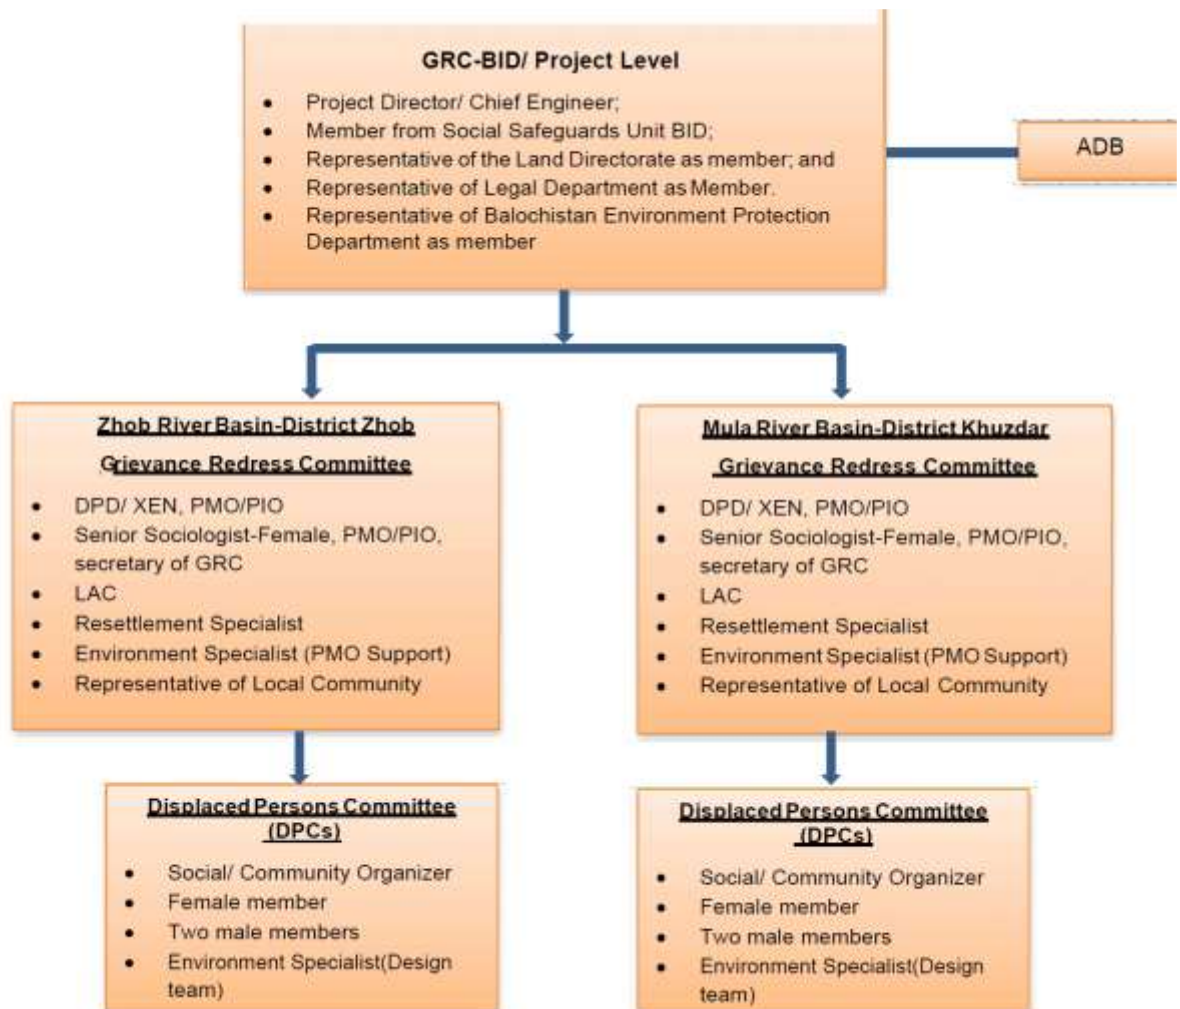 GRC-BID/ Project Level
• Project Director/ Chief Engineer;
• Member from Social Safeguards Unit BID;
• Representative of the Land Directorate as member; and
• Representative of Legal Department as Member.
• Representative of Balochistan Environment Protection
Department as member
ADB
Zhob River Basin-District Zhob
Grievance Redress Committee
• DPD/ XEN, PMO/PIO
• Senior Sociologist-Female, PMO/PIO,
secretary of GRC
• LAC
• Resettlement Specialist
• Environment Specialist (PMO Support)
• Representative of Local Community
Mula River Basin-District Khuzdar
Grievance Redress Committee
• DPD/ XEN, PMO/PIO
• Senior Sociologist-Female, PMO/PIO,
secretary of GRC
• LAC
• Resettlement Specialist
• Environment Specialist (PMO Support)
• Representative of Local Community
Displaced Persons Committee
(DPCs)
• Social/ Community Organizer
• Female member
• Two male members
• Environment Specialist(Design
team)
Displaced Persons Committee
(DPCs)
• Social/ Community Organizer
• Female member
• Two male members
• Environment Specialist(Design
team)